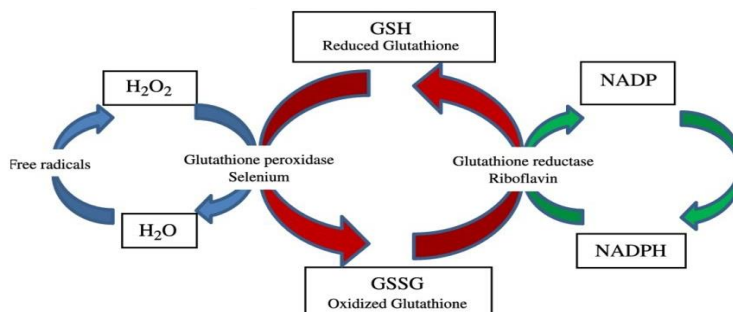 GSH
Reduced Glutathione
H₂O₂
NADP
Free radicals
Glutathione peroxidase
Selenium
Glutathione reductase
Riboflavin
H₂O
NADPH
GSSG
Oxidized Glutathione